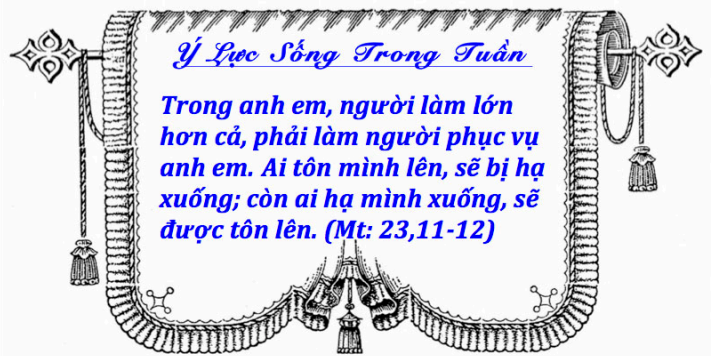 Ý Lực Sống Trong Tuần
Trong anh em, người làm lớn
hơn cả, phải làm người phục vụ
anh em. Ai tôn mình lên, sẽ bị hạ
xuống; còn ai hạ mình xuống, sẽ
được tôn lên. (Mt: 23,11-12)